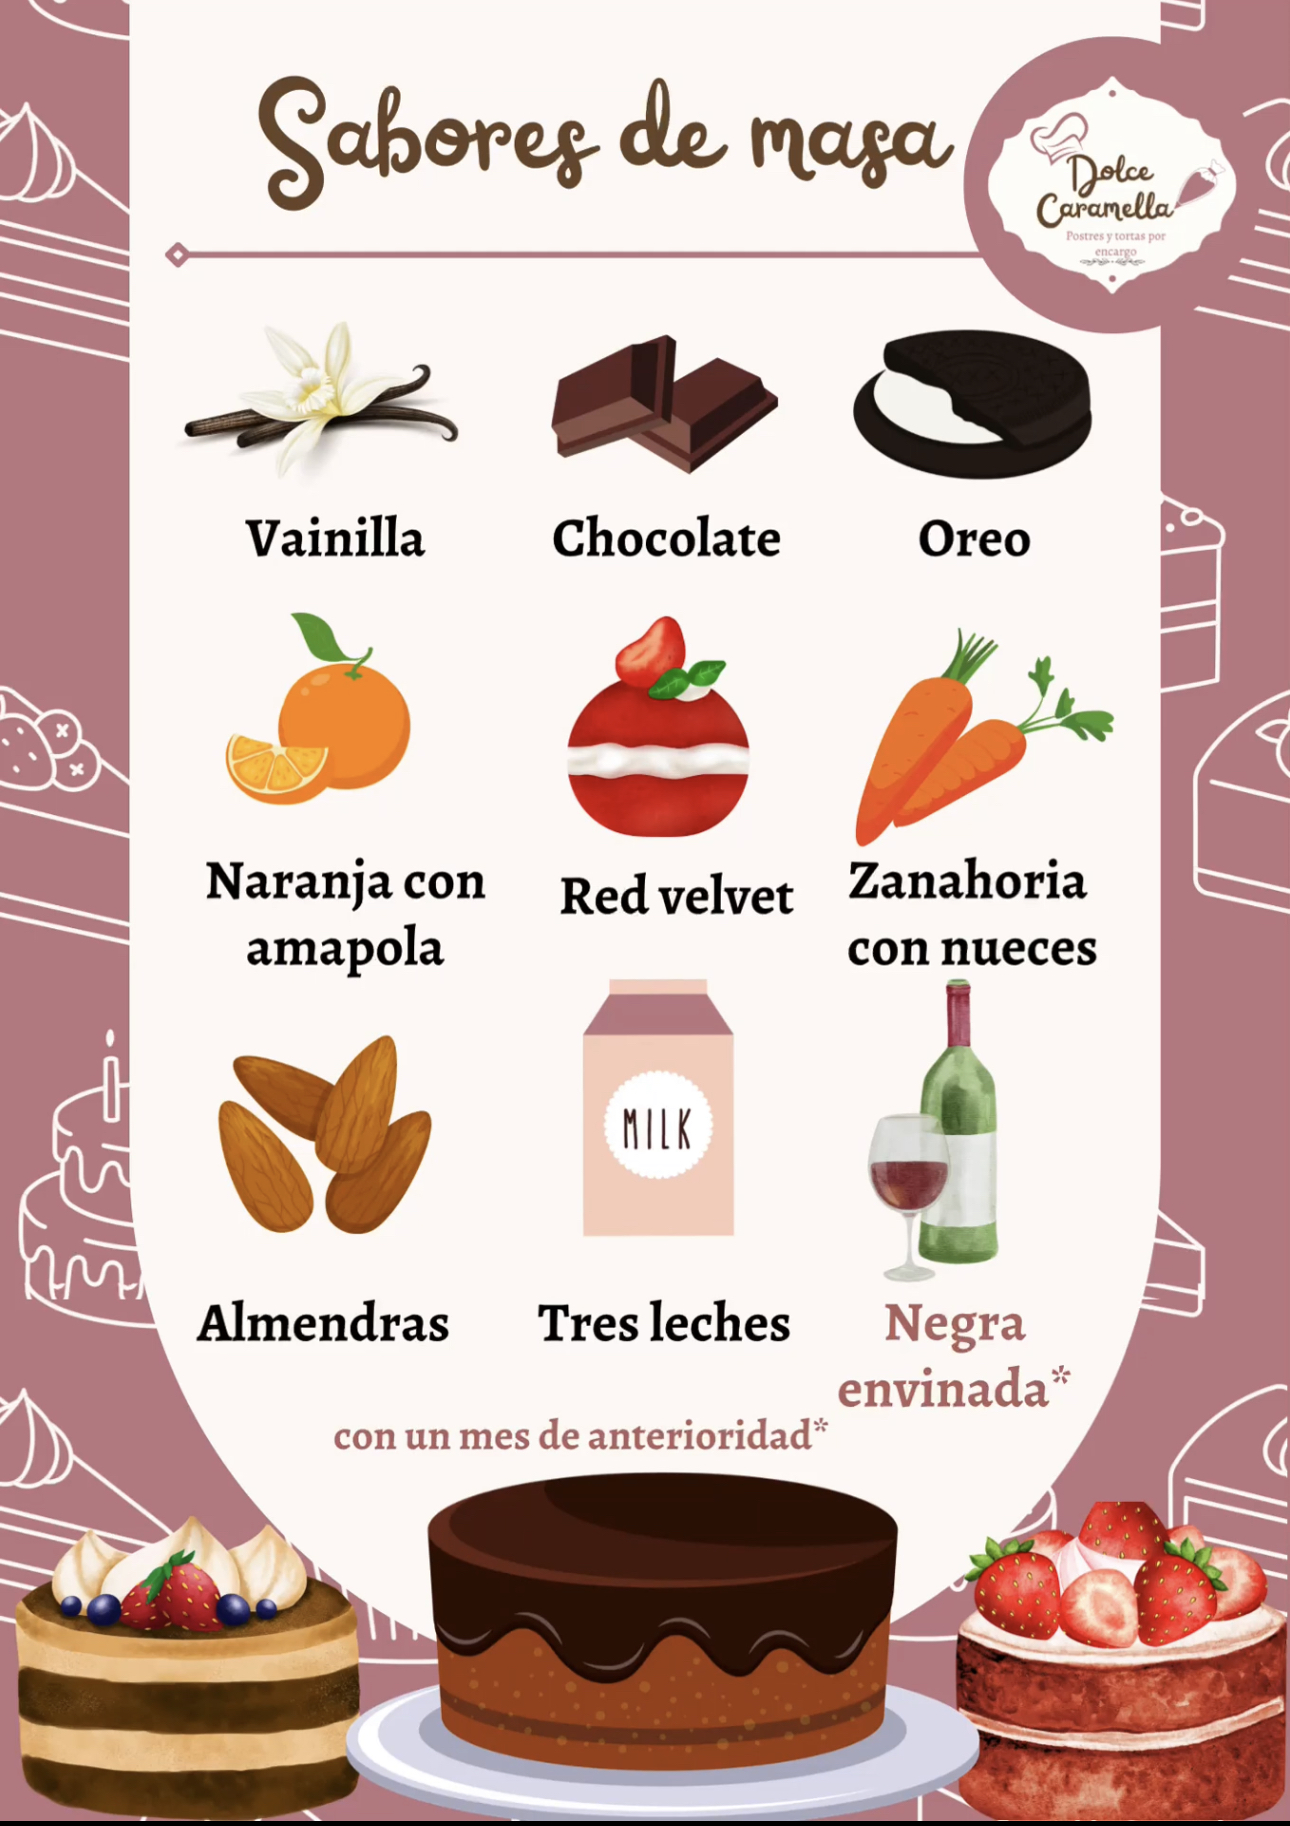 Sabores de masa
Dolce
Caramella
Postres y tortas por
encargo
Vainilla
Chocolate
Oreo
Naranja con
amapola
Red velvet
Zanahoria
con nueces
MILK
Almendras
Tres leches
Negra
envinada*
con un mes de anterioridad*